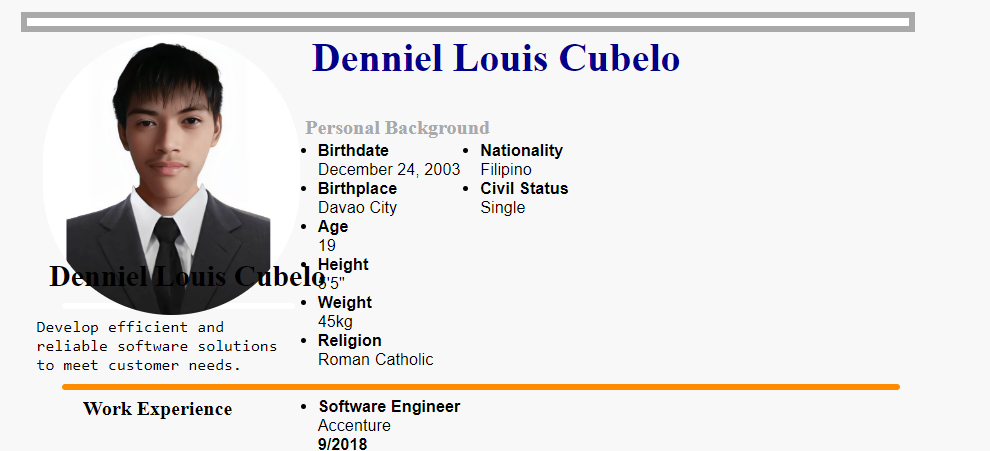 Denniel Louis Cubelo
Personal Background
• Birthdate
December 24, 2003
• Birthplace
Davao City
• Age
19
• Height
5'5"
• Weight
45kg
• Religion
Roman Catholic
• Nationality
Filipino
• Civil Status
Single
Denniel Louis Cubelo
Develop efficient and
reliable software solutions
to meet customer needs.
Work Experience
• Software Engineer
Accenture
9/2018